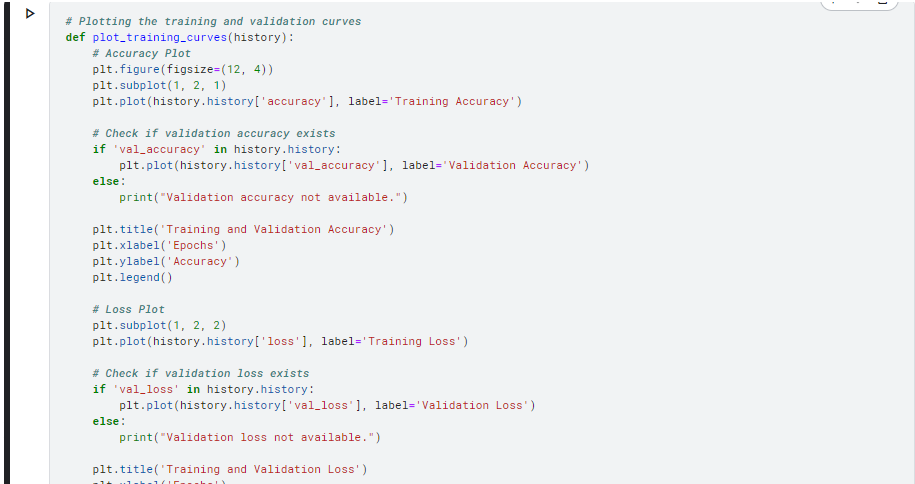 # Plotting the training and validation curves
def plot_training_curves(history):
    # Accuracy Plot
    plt.figure(figsize=(12, 4))
    plt.subplot(1, 2, 1)
    plt.plot(history.history['accuracy'], label='Training Accuracy')

    # Check if validation accuracy exists
    if 'val_accuracy' in history.history:
        plt.plot(history.history['val_accuracy'], label='Validation Accuracy')
    else:
        print("Validation accuracy not available.")

    plt.title('Training and Validation Accuracy')
    plt.xlabel('Epochs')
    plt.ylabel('Accuracy')
    plt.legend()

    # Loss Plot
    plt.subplot(1, 2, 2)
    plt.plot(history.history['loss'], label='Training Loss')

    # Check if validation loss exists
    if 'val_loss' in history.history:
        plt.plot(history.history['val_loss'], label='Validation Loss')
    else:
        print("Validation loss not available.")

    plt.title('Training and Validation Loss')
    plt.xlabel('Epochs')